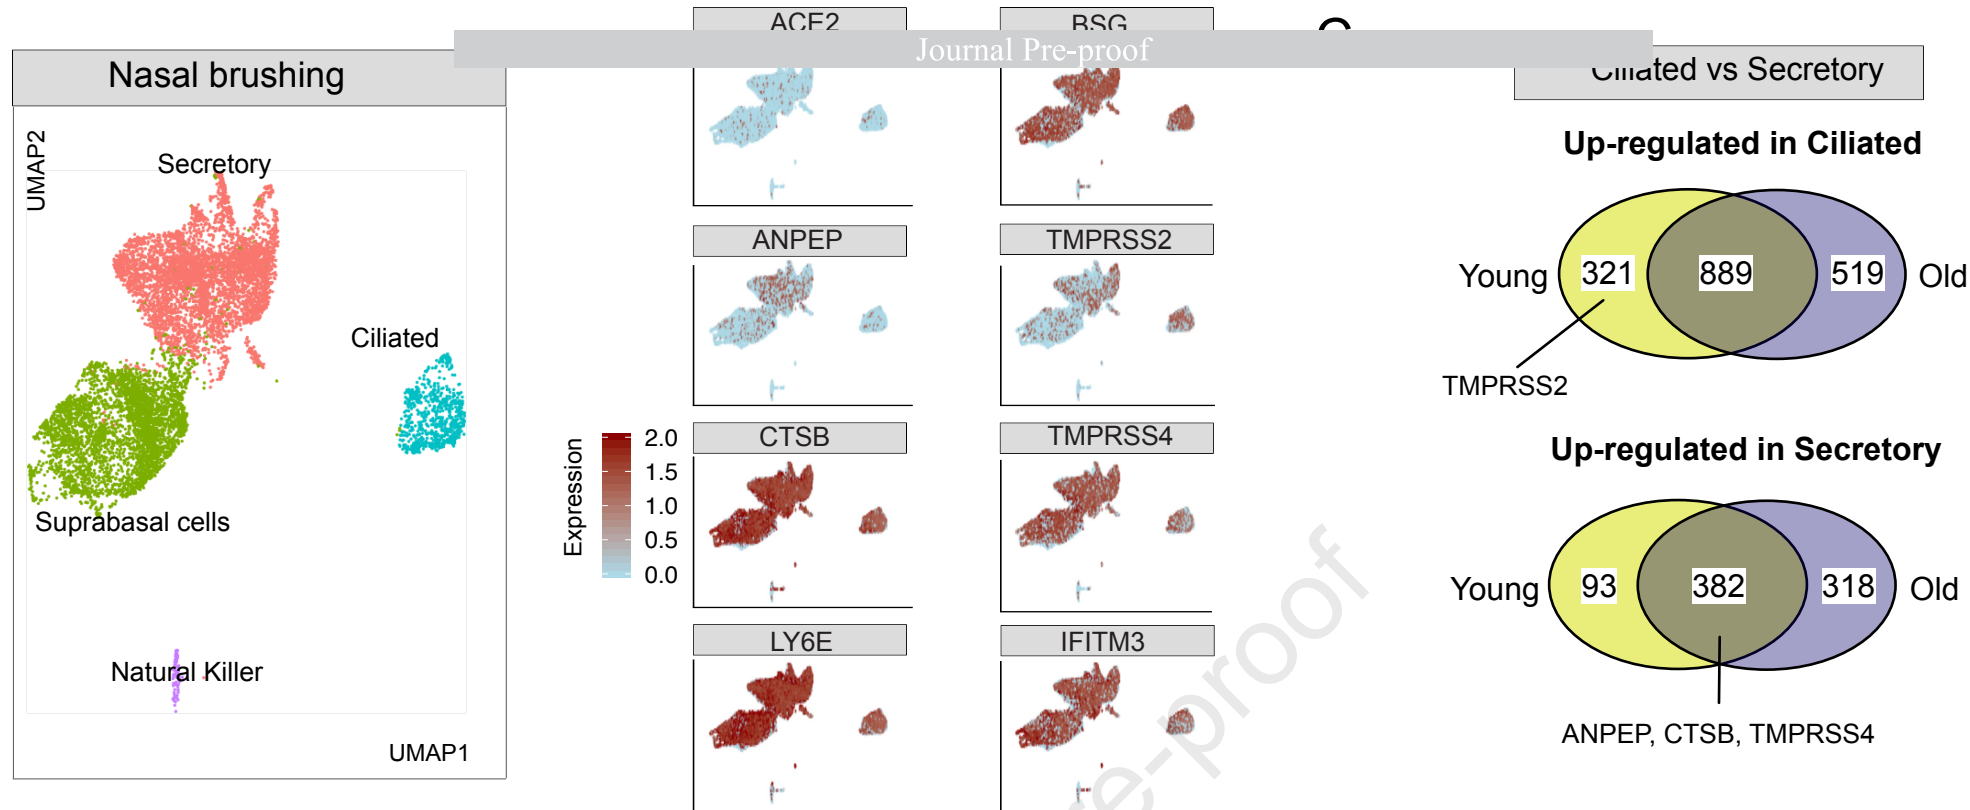 ACE2
BSG
C
Journal Pre-proof
Nasal brushing
Ciliated vs Secretory
UMAP2
Secretory
Ciliated
Suprabasal cells
Natural Killer
UMAP1
ANPEP
TMPRSS2
Expression
2.0
1.5
1.0
0.5
0.0
CTSB
TMPRSS4
LY6E
IFITM3
Up-regulated in Ciliated
Young 321 889 519 Old
TMPRSS2
Up-regulated in Secretory
Young 93 382 318 Old
ANPEP, CTSB, TMPRSS4
re-proof